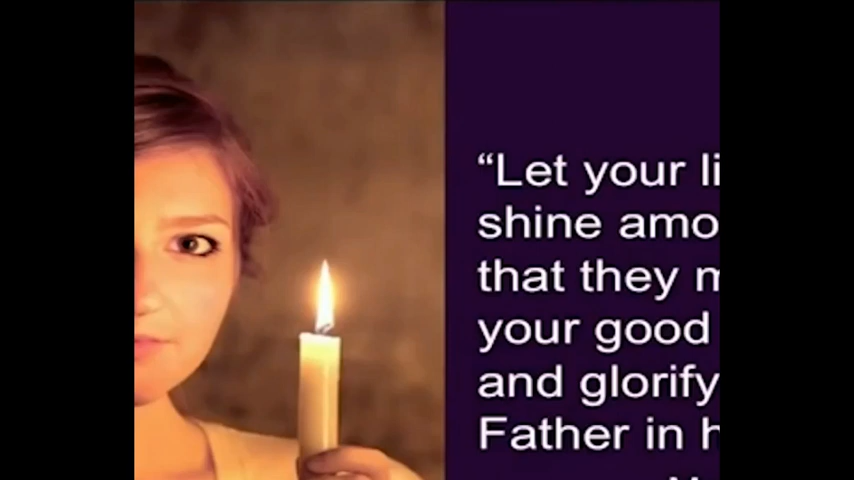 “Let your li
shine amo
that they m
your good
and glorify
Father in h